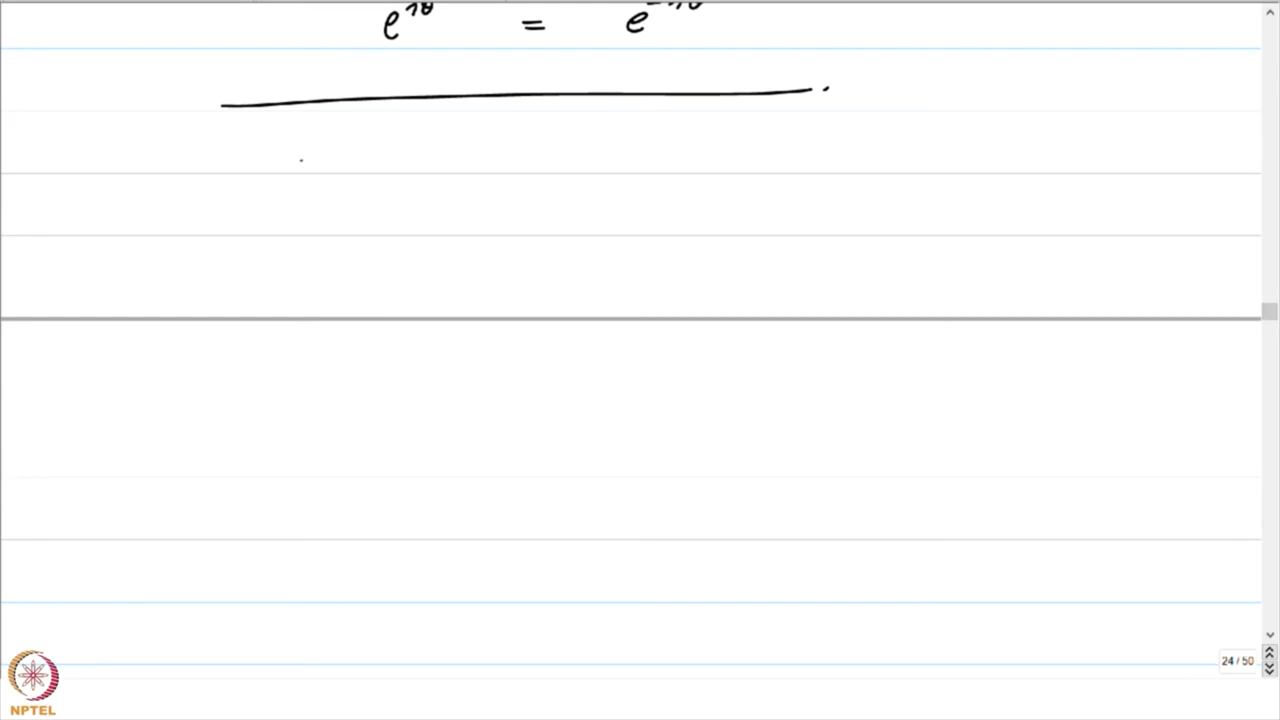 e^{iθ} = e^{-iθ}
24 / 50
NPTEL